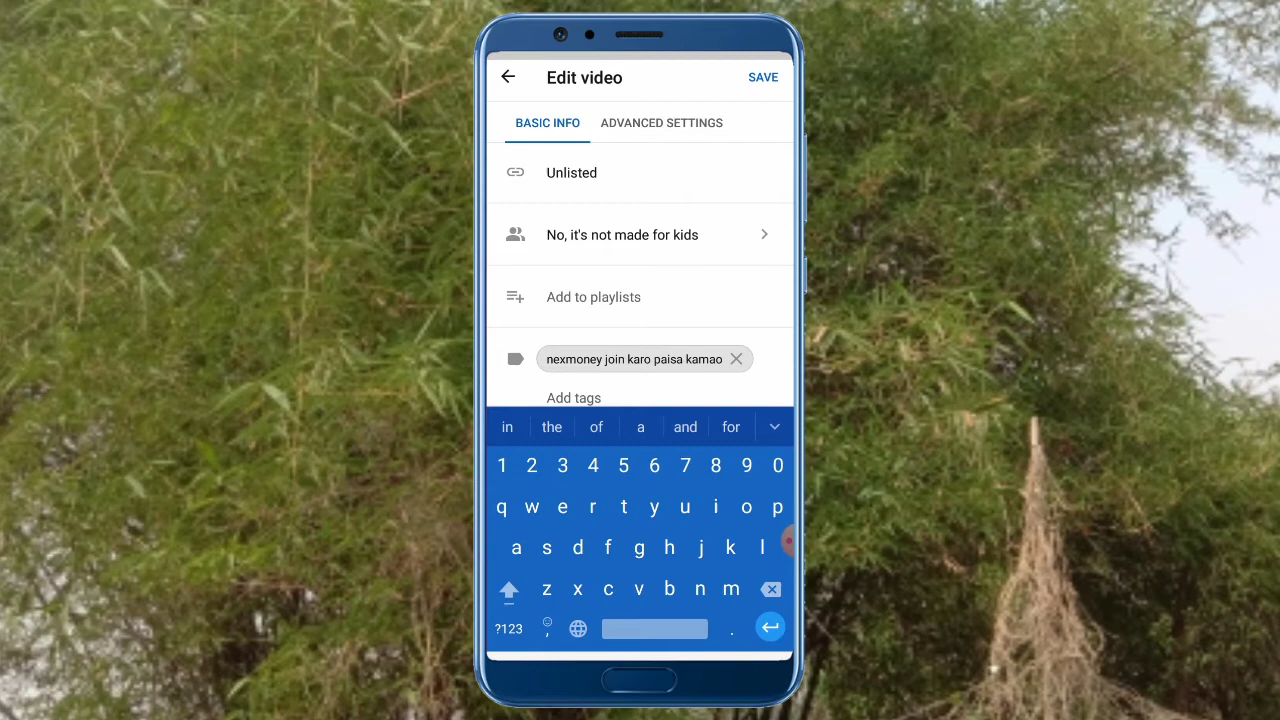 Edit video
SAVE
BASIC INFO ADVANCED SETTINGS
Unlisted
No, it's not made for kids
Add to playlists
nexmoney join karo paisa kamao
Add tags
in the of a and for
1 2 3 4 5 6 7 8 9 0
q w e r t y u i o p
a s d f g h j k l
z x c v b n m
?123 , .